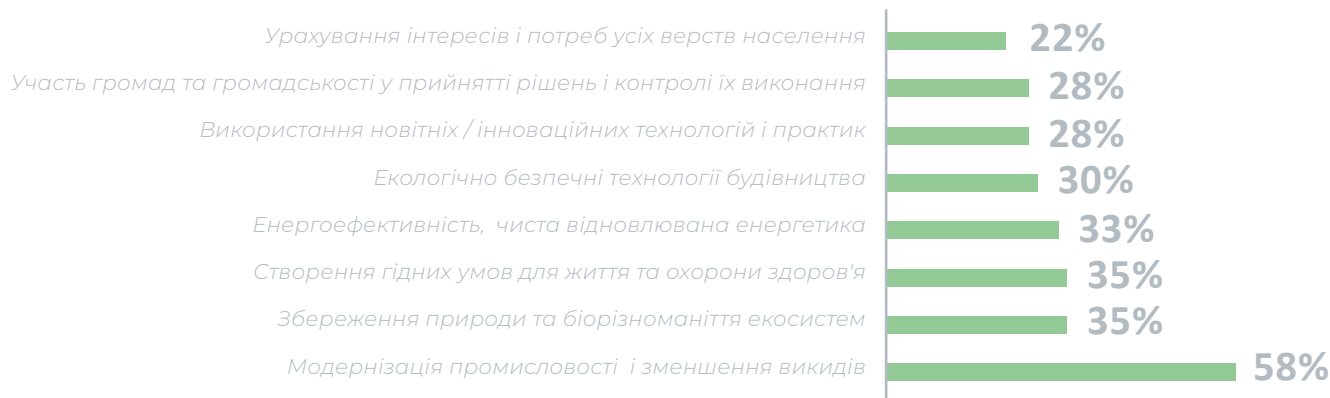 Урахування інтересів і потреб усіх верств населення 22%
Участь громад та громадськості у прийнятті рішень і контролі їх виконання 28%
Використання новітніх / інноваційних технологій і практик 28%
Екологічно безпечні технології будівництва 30%
Енергоефективність,  чиста відновлювана енергетика 33%
Створення гідних умов для життя та охорони здоров'я 35%
Збереження природи та біорізноманіття екосистем 35%
Модернізація промисловості  і зменшення викидів 58%